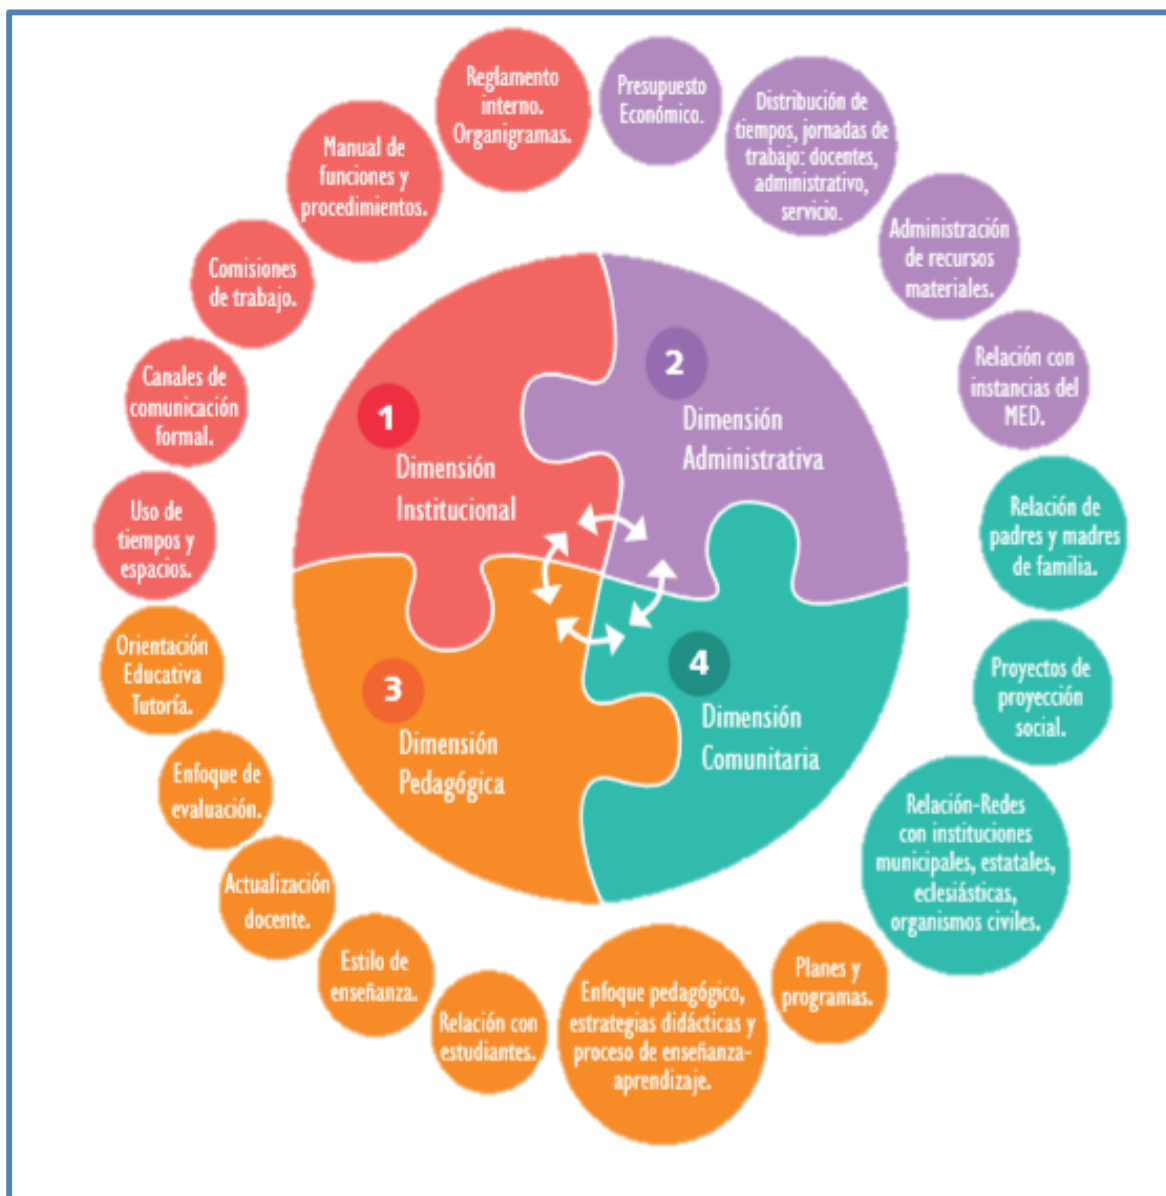 Reglamento
interno.
Organigramas.
Presupuesto
Económico.
Distribución de
tiempos, jornadas de
trabajo: docentes,
administrativo,
servicio.
Manual de
funciones y
procedimientos.
Administración
de recursos
materiales.
Comisiones
de trabajo.
Relación con
instancias del
MED.
Canales de
comunicación
formal.
1
Dimensión
Institucional
2
Dimensión
Administrativa
Uso de
tiempos y
espacios.
Relación de
padres y madres
de familia.
Orientación
Educativa
Tutoría.
3
Dimensión
Pedagógica
4
Dimensión
Comunitaria
Proyectos de
proyección
social.
Enfoque de
evaluación.
Relación-Redes
con instituciones
municipales, estatales,
eclesiásticas,
organismos civiles.
Actualización
docente.
Estilo de
enseñanza.
Relación con
estudiantes.
Enfoque pedagógico,
estrategias didácticas y
proceso de enseñanza-
aprendizaje.
Planes y
programas.